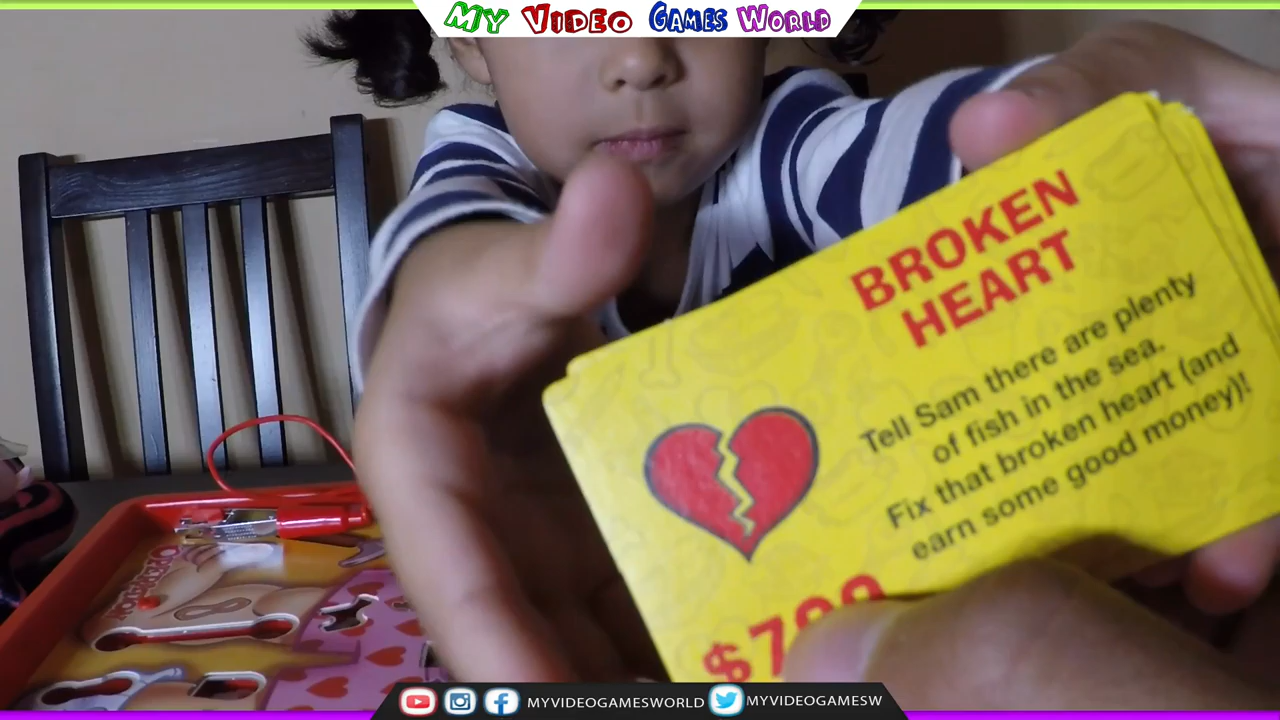 My Video Games World
BROKEN
HEART
Tell Sam there are plenty
of fish in the sea.
Fix that broken heart (and
earn some good money)!
OPERATION
MYVIDEOGAMESWORLD
MYVIDEOGAMESW